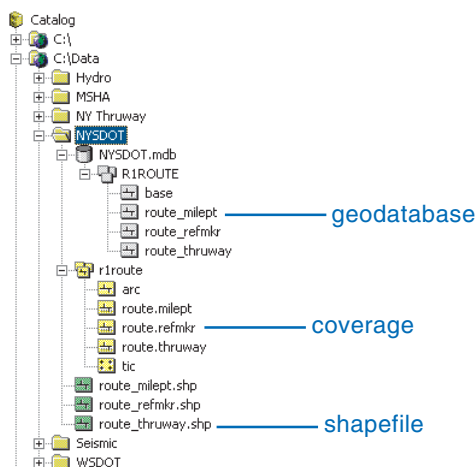 Catalog
C:\
C:\Data
Hydro
MSHA
NY Thruway
NYSDOT
NYSDOT.mdb
R1ROUTE
base
route_milept geodatabase
route_refmkr
route_thruway
r1route
arc
route.milept
route.refmkr coverage
route.thruway
tic
route_milept.shp
route_refmkr.shp
route_thruway.shp shapefile
Seismic
WSDOT